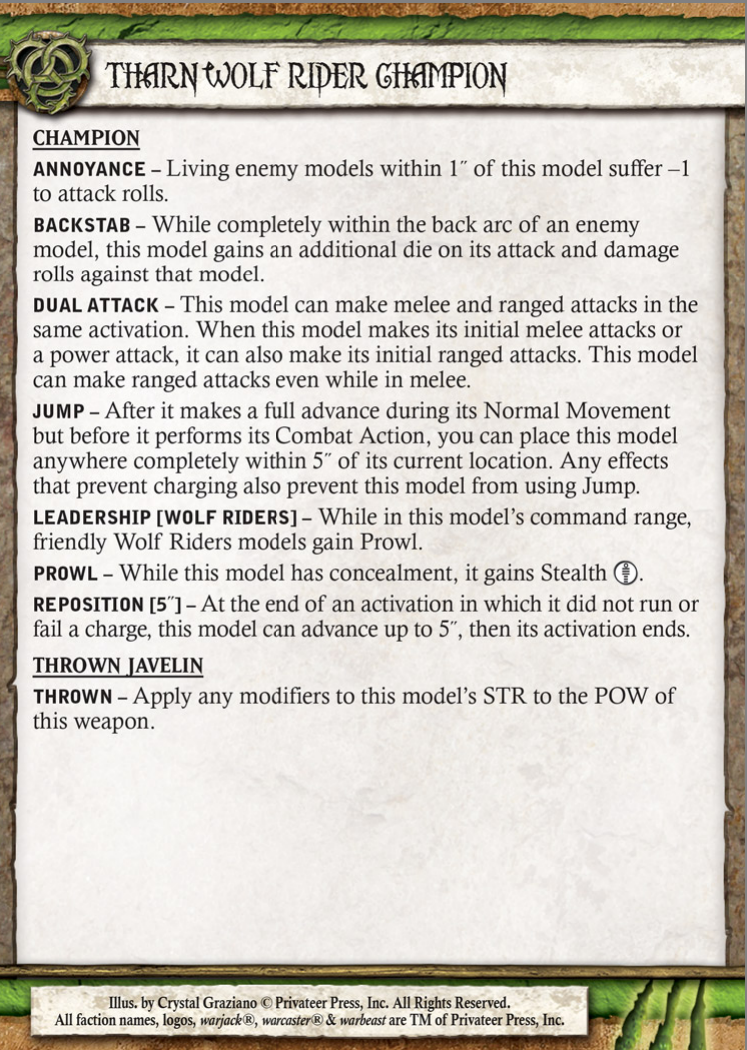 THARN WOLF RIDER CHAMPION
CHAMPION
ANNOYANCE – Living enemy models within 1˝ of this model suffer –1
to attack rolls.
BACKSTAB – While completely within the back arc of an enemy
model, this model gains an additional die on its attack and damage
rolls against that model.
DUAL ATTACK – This model can make melee and ranged attacks in the
same activation. When this model makes its initial melee attacks or
a power attack, it can also make its initial ranged attacks. This model
can make ranged attacks even while in melee.
JUMP – After it makes a full advance during its Normal Movement
but before it performs its Combat Action, you can place this model
anywhere completely within 5˝ of its current location. Any effects
that prevent charging also prevent this model from using Jump.
LEADERSHIP [WOLF RIDERS] – While in this model’s command range,
friendly Wolf Riders models gain Prowl.
PROWL – While this model has concealment, it gains Stealth.
REPOSITION [5˝] – At the end of an activation in which it did not run or
fail a charge, this model can advance up to 5˝, then its activation ends.
THROWN JAVELIN
THROWN – Apply any modifiers to this model’s STR to the POW of
this weapon.
Illus. by Crystal Graziano © Privateer Press, Inc. All Rights Reserved.
All faction names, logos, warjack®, warcaster® & warbeast are TM of Privateer Press, Inc.